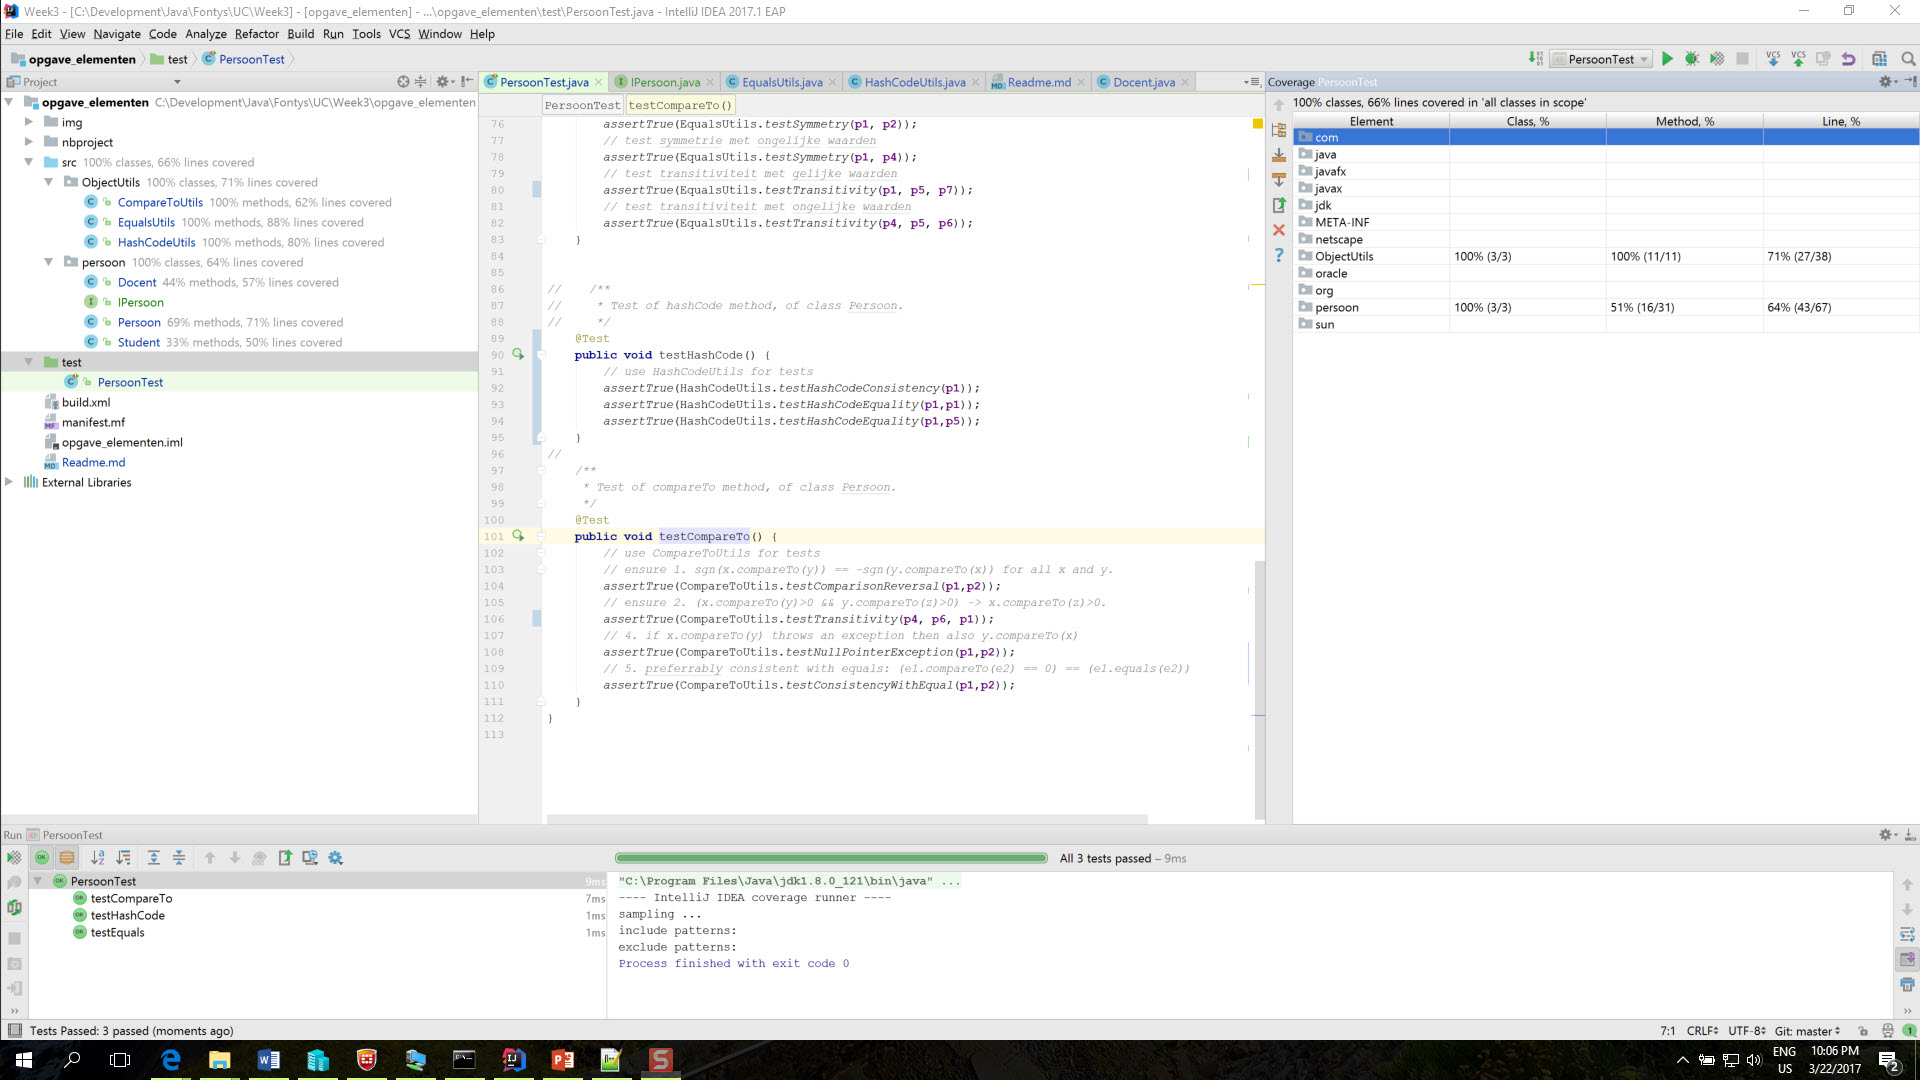 Week3 - [C:\Development\Java\Fontys\UC\Week3] - [opgave_elementen] - ...\opgave_elementen\test\PersoonTest.java - IntelliJ IDEA 2017.1 EAP
File Edit View Navigate Code Analyze Refactor Build Run Tools VCS Window Help
opgave_elementen test PersoonTest
PersoonTest
Project
opgave_elementen C:\Development\Java\Fontys\UC\Week3\opgave_elementen
img
nbproject
src 100% classes, 66% lines covered
ObjectUtils 100% classes, 71% lines covered
CompareToUtils 100% methods, 62% lines covered
EqualsUtils 100% methods, 88% lines covered
HashCodeUtils 100% methods, 80% lines covered
persoon 100% classes, 64% lines covered
Docent 44% methods, 57% lines covered
IPersoon
Persoon 69% methods, 71% lines covered
Student 33% methods, 50% lines covered
test
PersoonTest
build.xml
manifest.mf
opgave_elementen.iml
Readme.md
External Libraries
PersoonTest.java IPersoon.java EqualsUtils.java HashCodeUtils.java Readme.md Docent.java
PersoonTest testCompareTo()
76 assertTrue(EqualsUtils.testSymmetry(p1, p2));
77 // test symmetrie met ongelijke waarden
78 assertTrue(EqualsUtils.testSymmetry(p1, p4));
79 // test transitiviteit met gelijke waarden
80 assertTrue(EqualsUtils.testTransitivity(p1, p5, p7));
81 // test transitiviteit met ongelijke waarden
82 assertTrue(EqualsUtils.testTransitivity(p4, p5, p6));
83 }
84
85
86 // /**
87 // * Test of hashCode method, of class Persoon.
88 // */
89 @Test
90 public void testHashCode() {
91 // use HashCodeUtils for tests
92 assertTrue(HashCodeUtils.testHashCodeConsistency(p1));
93 assertTrue(HashCodeUtils.testHashCodeEquality(p1,p1));
94 assertTrue(HashCodeUtils.testHashCodeEquality(p1,p5));
95 }
96 //
97 /**
98 * Test of compareTo method, of class Persoon.
99 */
100 @Test
101 public void testCompareTo() {
102 // use CompareToUtils for tests
103 // ensure 1. sgn(x.compareTo(y)) == -sgn(y.compareTo(x)) for all x and y.
104 assertTrue(CompareToUtils.testComparisonReversal(p1,p2));
105 // ensure 2. (x.compareTo(y)>0 && y.compareTo(z)>0) -> x.compareTo(z)>0.
106 assertTrue(CompareToUtils.testTransitivity(p4, p6, p1));
107 // 4. if x.compareTo(y) throws an exception then also y.compareTo(x)
108 assertTrue(CompareToUtils.testNullPointerException(p1,p2));
109 // 5. preferrably consistent with equals: (e1.compareTo(e2) == 0) == (e1.equals(e2))
110 assertTrue(CompareToUtils.testConsistencyWithEqual(p1,p2));
111 }
112 }
113
Coverage PersoonTest
100% classes, 66% lines covered in 'all classes in scope'
Element Class, % Method, % Line, %
com
java
javafx
javax
jdk
META-INF
netscape
ObjectUtils 100% (3/3) 100% (11/11) 71% (27/38)
oracle
org
persoon 100% (3/3) 51% (16/31) 64% (43/67)
sun
Run PersoonTest
All 3 tests passed – 9ms
PersoonTest 9ms
testCompareTo 7ms
testHashCode 1ms
testEquals 1ms
"C:\Program Files\Java\jdk1.8.0_121\bin\java" ...
---- IntelliJ IDEA coverage runner ----
sampling ...
include patterns:
exclude patterns:
Process finished with exit code 0
Tests Passed: 3 passed (moments ago)
7:1 CRLF UTF-8 Git: master 1
ENG
US
10:06 PM
3/22/2017
2